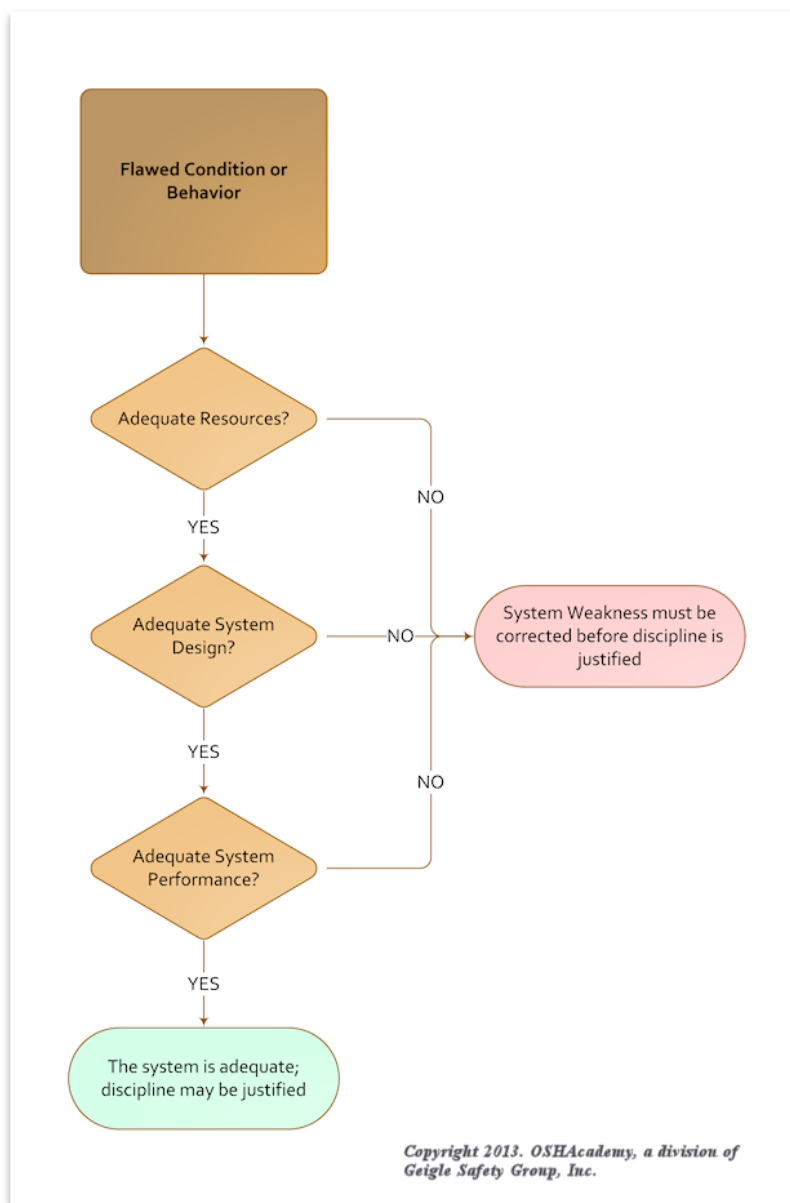 Flawed Condition or
Behavior
Adequate Resources?
NO
YES
Adequate System
Design?
NO
System Weakness must be
corrected before discipline is
justified
YES
NO
Adequate System
Performance?
YES
The system is adequate;
discipline may be justified
Copyright 2013. OSHAcademy, a division of
Geigle Safety Group, Inc.